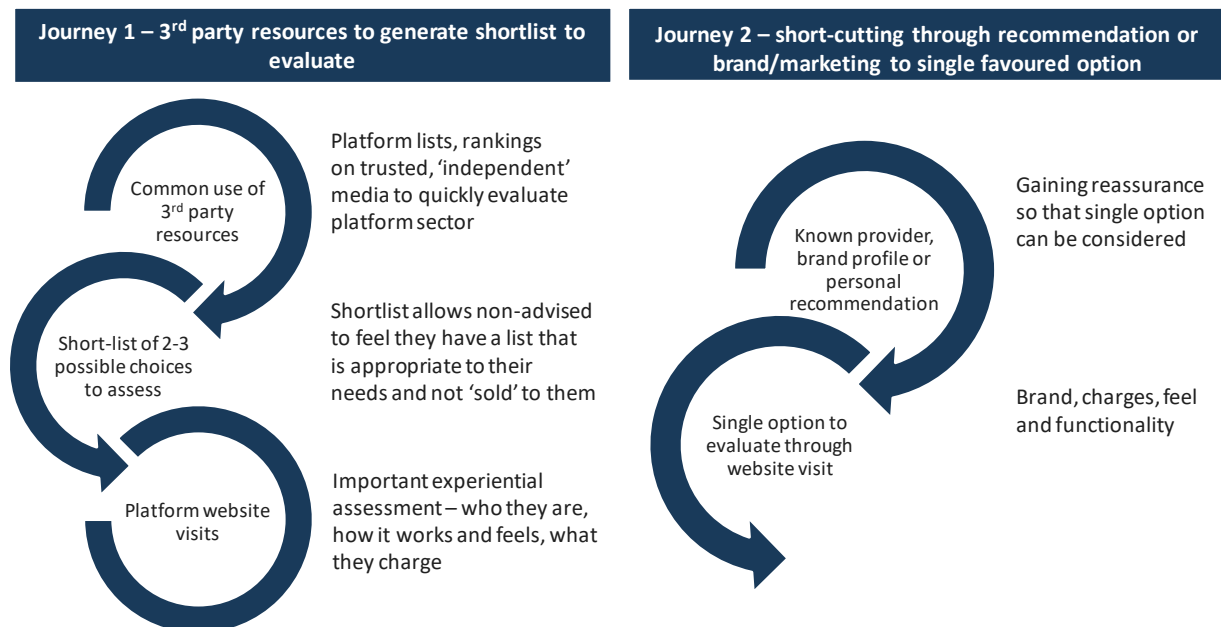 Journey 1 – 3rd party resources to generate shortlist to
evaluate
Common use of
3rd party
resources
Platform lists, rankings
on trusted, ‘independent’
media to quickly evaluate
platform sector
Short-list of 2-3
possible choices
to assess
Shortlist allows non-advised
to feel they have a list that
is appropriate to their
needs and not ‘sold’ to them
Platform website
visits
Important experiential
assessment – who they are,
how it works and feels, what
they charge
Journey 2 – short-cutting through recommendation or
brand/marketing to single favoured option
Known provider,
brand profile or
personal
recommendation
Gaining reassurance
so that single option
can be considered
Single option to
evaluate through
website visit
Brand, charges, feel
and functionality